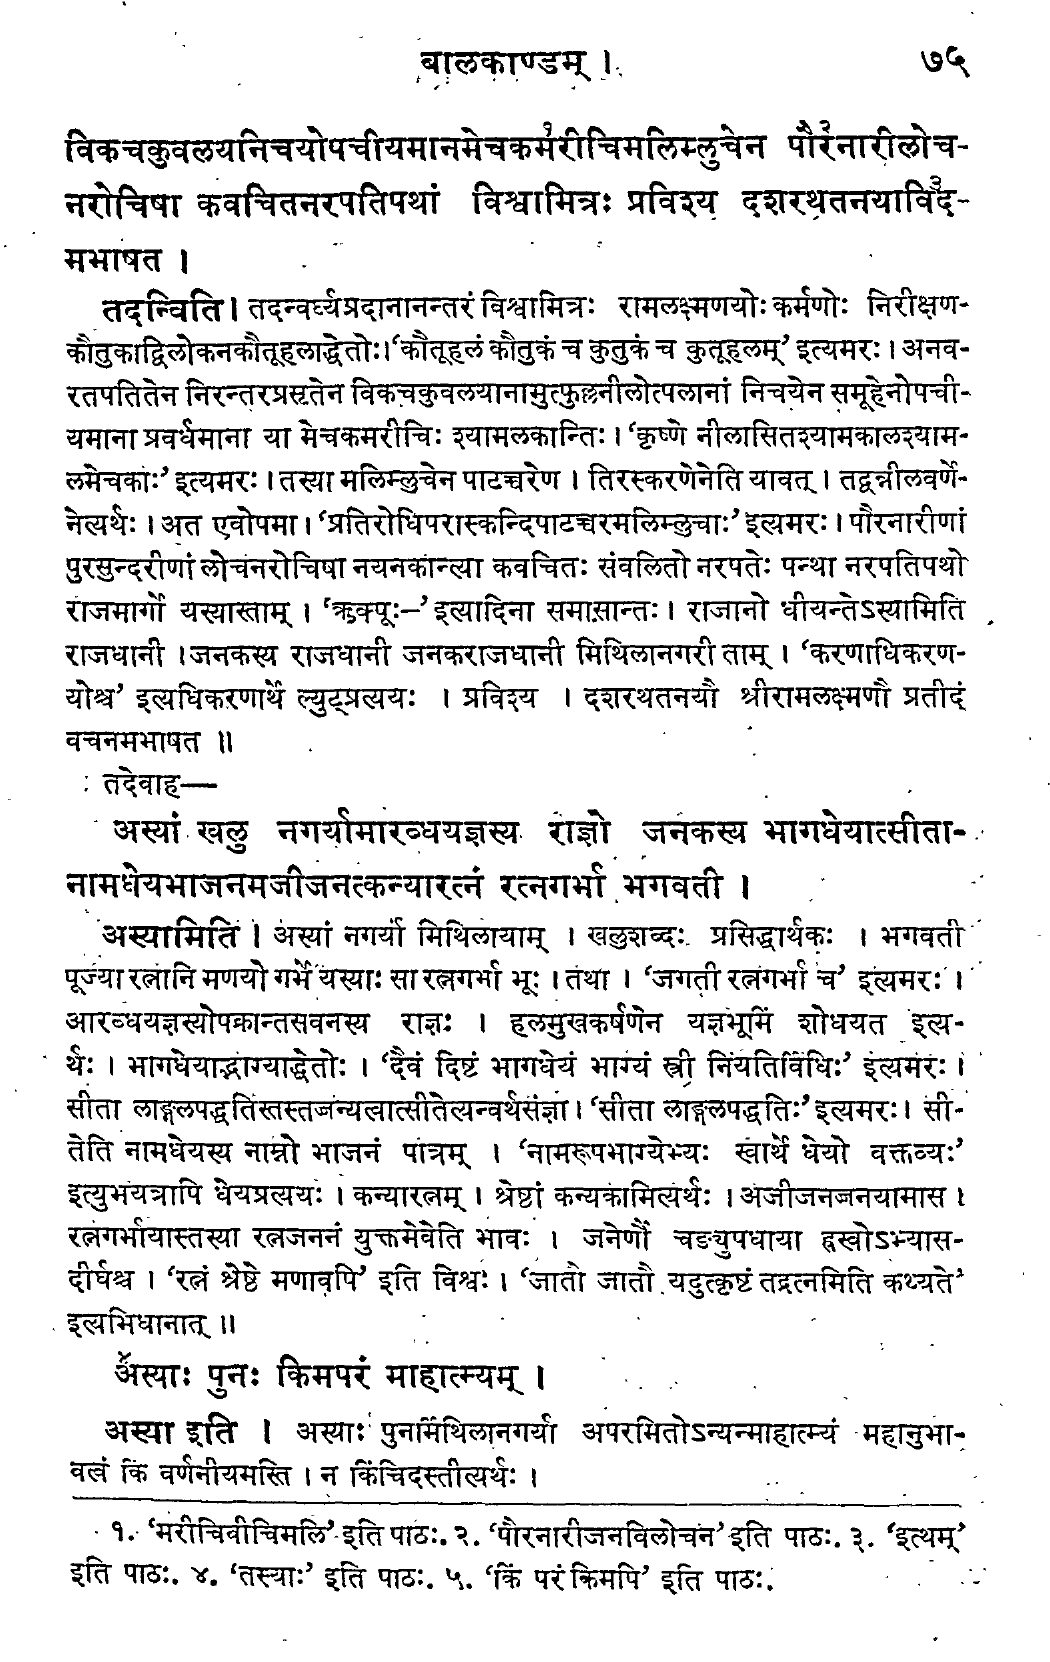 बालकाण्डम् । ७५
विकचकुवलयनिचयोपचीयमानमेचकमरीचिमलिम्लुचेन पौरनारीलोच-
नरोचिषा कवचितनरपतिपथां विश्वामित्रः प्रविश्य दशरथतनयाविद-
मभाषत ।
तदन्विति । तदन्वर्घ्यप्रदानानन्तरं विश्वामित्रः रामलक्ष्मणयोः कर्मणोः निरीक्षण-
कौतुकाद्विलोकनकौतूहलाद्धेतोः । ‘कौतूहलं कौतुकं च कुतुकं च कुतूहलम्’ इत्यमरः । अनव-
रतपतितेन निरन्तरप्रसृतेन विकचकुवलयानामुत्फुल्लनीलोत्पलानां निचयेन समूहेनोपची-
यमाना प्रवर्धमाना या मेचकमरीचिः श्यामलकान्तिः । ‘कृष्णे नीलासितश्यामकालश्याम-
लमेचकाः’ इत्यमरः । तस्या मलिम्लुचेन पाटच्चरेण । तिरस्करणेनेति यावत् । तद्वन्नीलवर्णे-
नेत्यर्थः । अत एवोपमा । ‘प्रतिरोधिपरास्कन्दिपाटच्चरमलिम्लुचाः’ इत्यमरः । पौरनारीणां
पुरसुन्दरीणां लोचनरोचिषा नयनकान्त्या कवचितः संवलितो नरपतेः पन्था नरपतिपथो
राजमार्गो यस्यास्ताम् । ‘ऋक्पूः–’ इत्यादिना समासान्तः । राजानो धीयन्तेऽस्यामिति
राजधानी । जनकस्य राजधानी जनकराजधानी मिथिलानगरी ताम् । ‘करणाधिकरण-
योश्च’ इत्यधिकरणार्थे ल्युट्प्रत्ययः । प्रविश्य । दशरथतनयौ श्रीरामलक्ष्मणौ प्रतीदं
वचनमभाषत ॥
तदेवाह—
अस्यां खलु नगर्यामारब्धयज्ञस्य राज्ञो जनकस्य भागधेयात्सीता-
नामधेयभाजनमजीजनत्कन्यारत्नं रत्नगर्भा भगवती ।
अस्यामिति । अस्यां नगर्यां मिथिलायाम् । खलुशब्दः प्रसिद्धार्थकः । भगवती
पूज्या रत्नानि मणयो गर्भे यस्याः सा रत्नगर्भा भूः । तथा । ‘जगती रत्नगर्भा च’ इत्यमरः ।
आरब्धयज्ञस्योपक्रान्तसवनस्य राज्ञः । हलमुखकर्षणेन यज्ञभूमिं शोधयत इत्य-
र्थः । भागधेयाद्भाग्याद्धेतोः । ‘दैवं दिष्टं भागधेयं भाग्यं स्त्री नियतिर्विधिः’ इत्यमरः ।
सीता लाङ्गलपद्धतिस्तस्तजन्यत्वात्सीतेत्यन्वर्थसंज्ञा । ‘सीता लाङ्गलपद्धतिः’ इत्यमरः । सी-
तेति नामधेयस्य नाम्नो भाजनं पात्रम् । ‘नामरूपभाग्येभ्यः स्वार्थे धेयो वक्तव्यः’
इत्युभयत्रापि धेयप्रत्ययः । कन्यारत्नम् । श्रेष्ठां कन्यकामित्यर्थः । अजीजनज्जनयामास ।
रत्नगर्भायास्तस्या रत्नजननं युक्तमेवेति भावः । जनेर्णौ चङ्युपधाया ह्रस्वोऽभ्यास-
दीर्घश्च । ‘रत्नं श्रेष्ठे मणावपि’ इति विश्वः । ‘जातौ जातौ यदुत्कृष्टं तद्रत्नमिति कथ्यते’
इत्यभिधानात् ॥
४अस्याः पुनः किमपरं माहात्म्यम् ।
अस्या इति । अस्याः पुनर्मिथिलानगर्या अपरमितोऽन्यन्माहात्म्यं महानुभा-
वत्वं किं वर्णनीयमस्ति । न किंचिदस्तीत्यर्थः ।
१. ‘मरीचिवीचिमलि’ इति पाठः. २. ‘पौरनारीजनविलोचन’ इति पाठः. ३. ‘इत्थम्’
इति पाठः. ४. ‘तस्याः’ इति पाठः. ५. ‘किं परं किमपि’ इति पाठः.